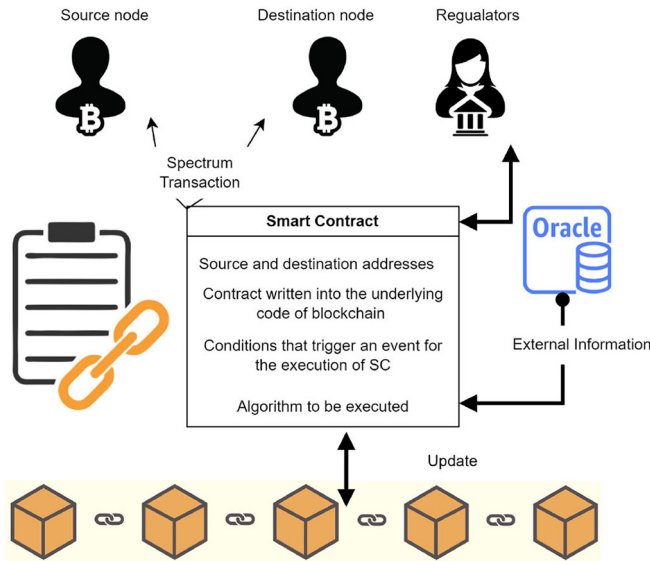 Source node
Destination node
Regualators
Spectrum
Transaction
Smart Contract
Source and destination addresses
Contract written into the underlying
code of blockchain
Conditions that trigger an event for
the execution of SC
Algorithm to be executed
Oracle
External Information
Update